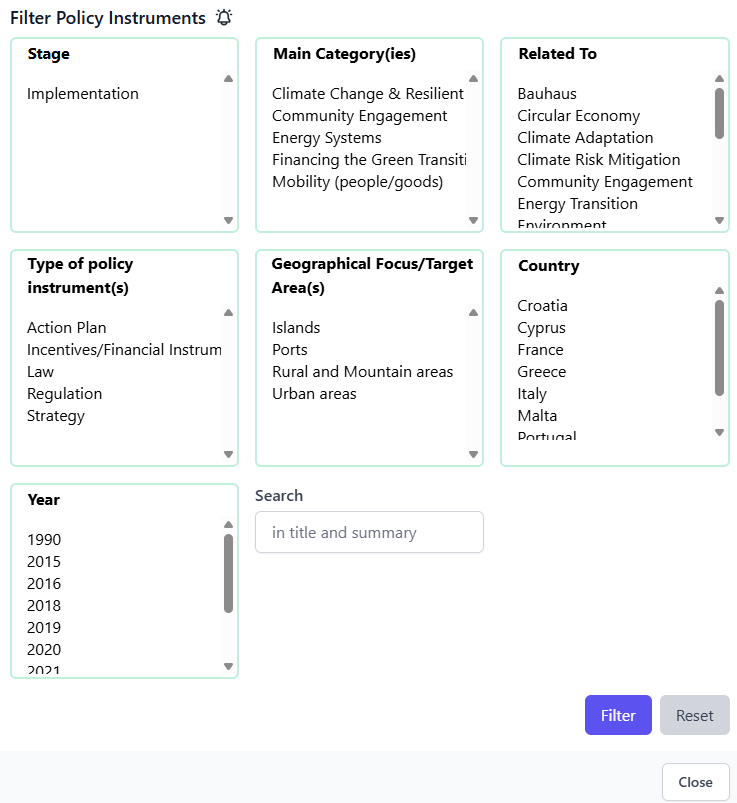 Filter Policy Instruments
Stage
Implementation
Main Category(ies)
Climate Change & Resilient
Community Engagement
Energy Systems
Financing the Green Transiti
Mobility (people/goods)
Related To
Bauhaus
Circular Economy
Climate Adaptation
Climate Risk Mitigation
Community Engagement
Energy Transition
Environment
Type of policy
instrument(s)
Action Plan
Incentives/Financial Instrum
Law
Regulation
Strategy
Geographical Focus/Target
Area(s)
Islands
Ports
Rural and Mountain areas
Urban areas
Country
Croatia
Cyprus
France
Greece
Italy
Malta
Portugal
Year
1990
2015
2016
2018
2019
2020
2021
Search
in title and summary
Filter
Reset
Close